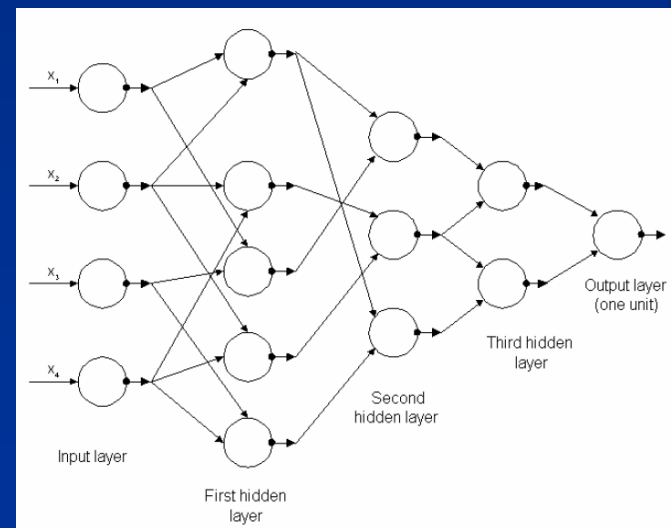 X₁
X₂
X₃
X₄
Input layer
First hidden
layer
Second
hidden layer
Third hidden
layer
Output layer
(one unit)